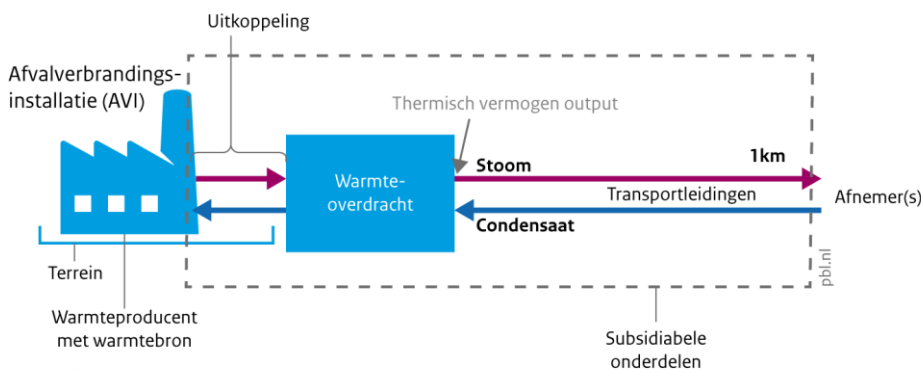 Uitkoppeling
Afvalverbrandings-
installatie (AVI)
Thermisch vermogen output
Stoom
1km
Warmte-
overdracht
Transportleidingen
Afnemer(s)
Condensaat
pbl.nl
Terrein
Warmteproducent
met warmtebron
Subsidiabele
onderdelen